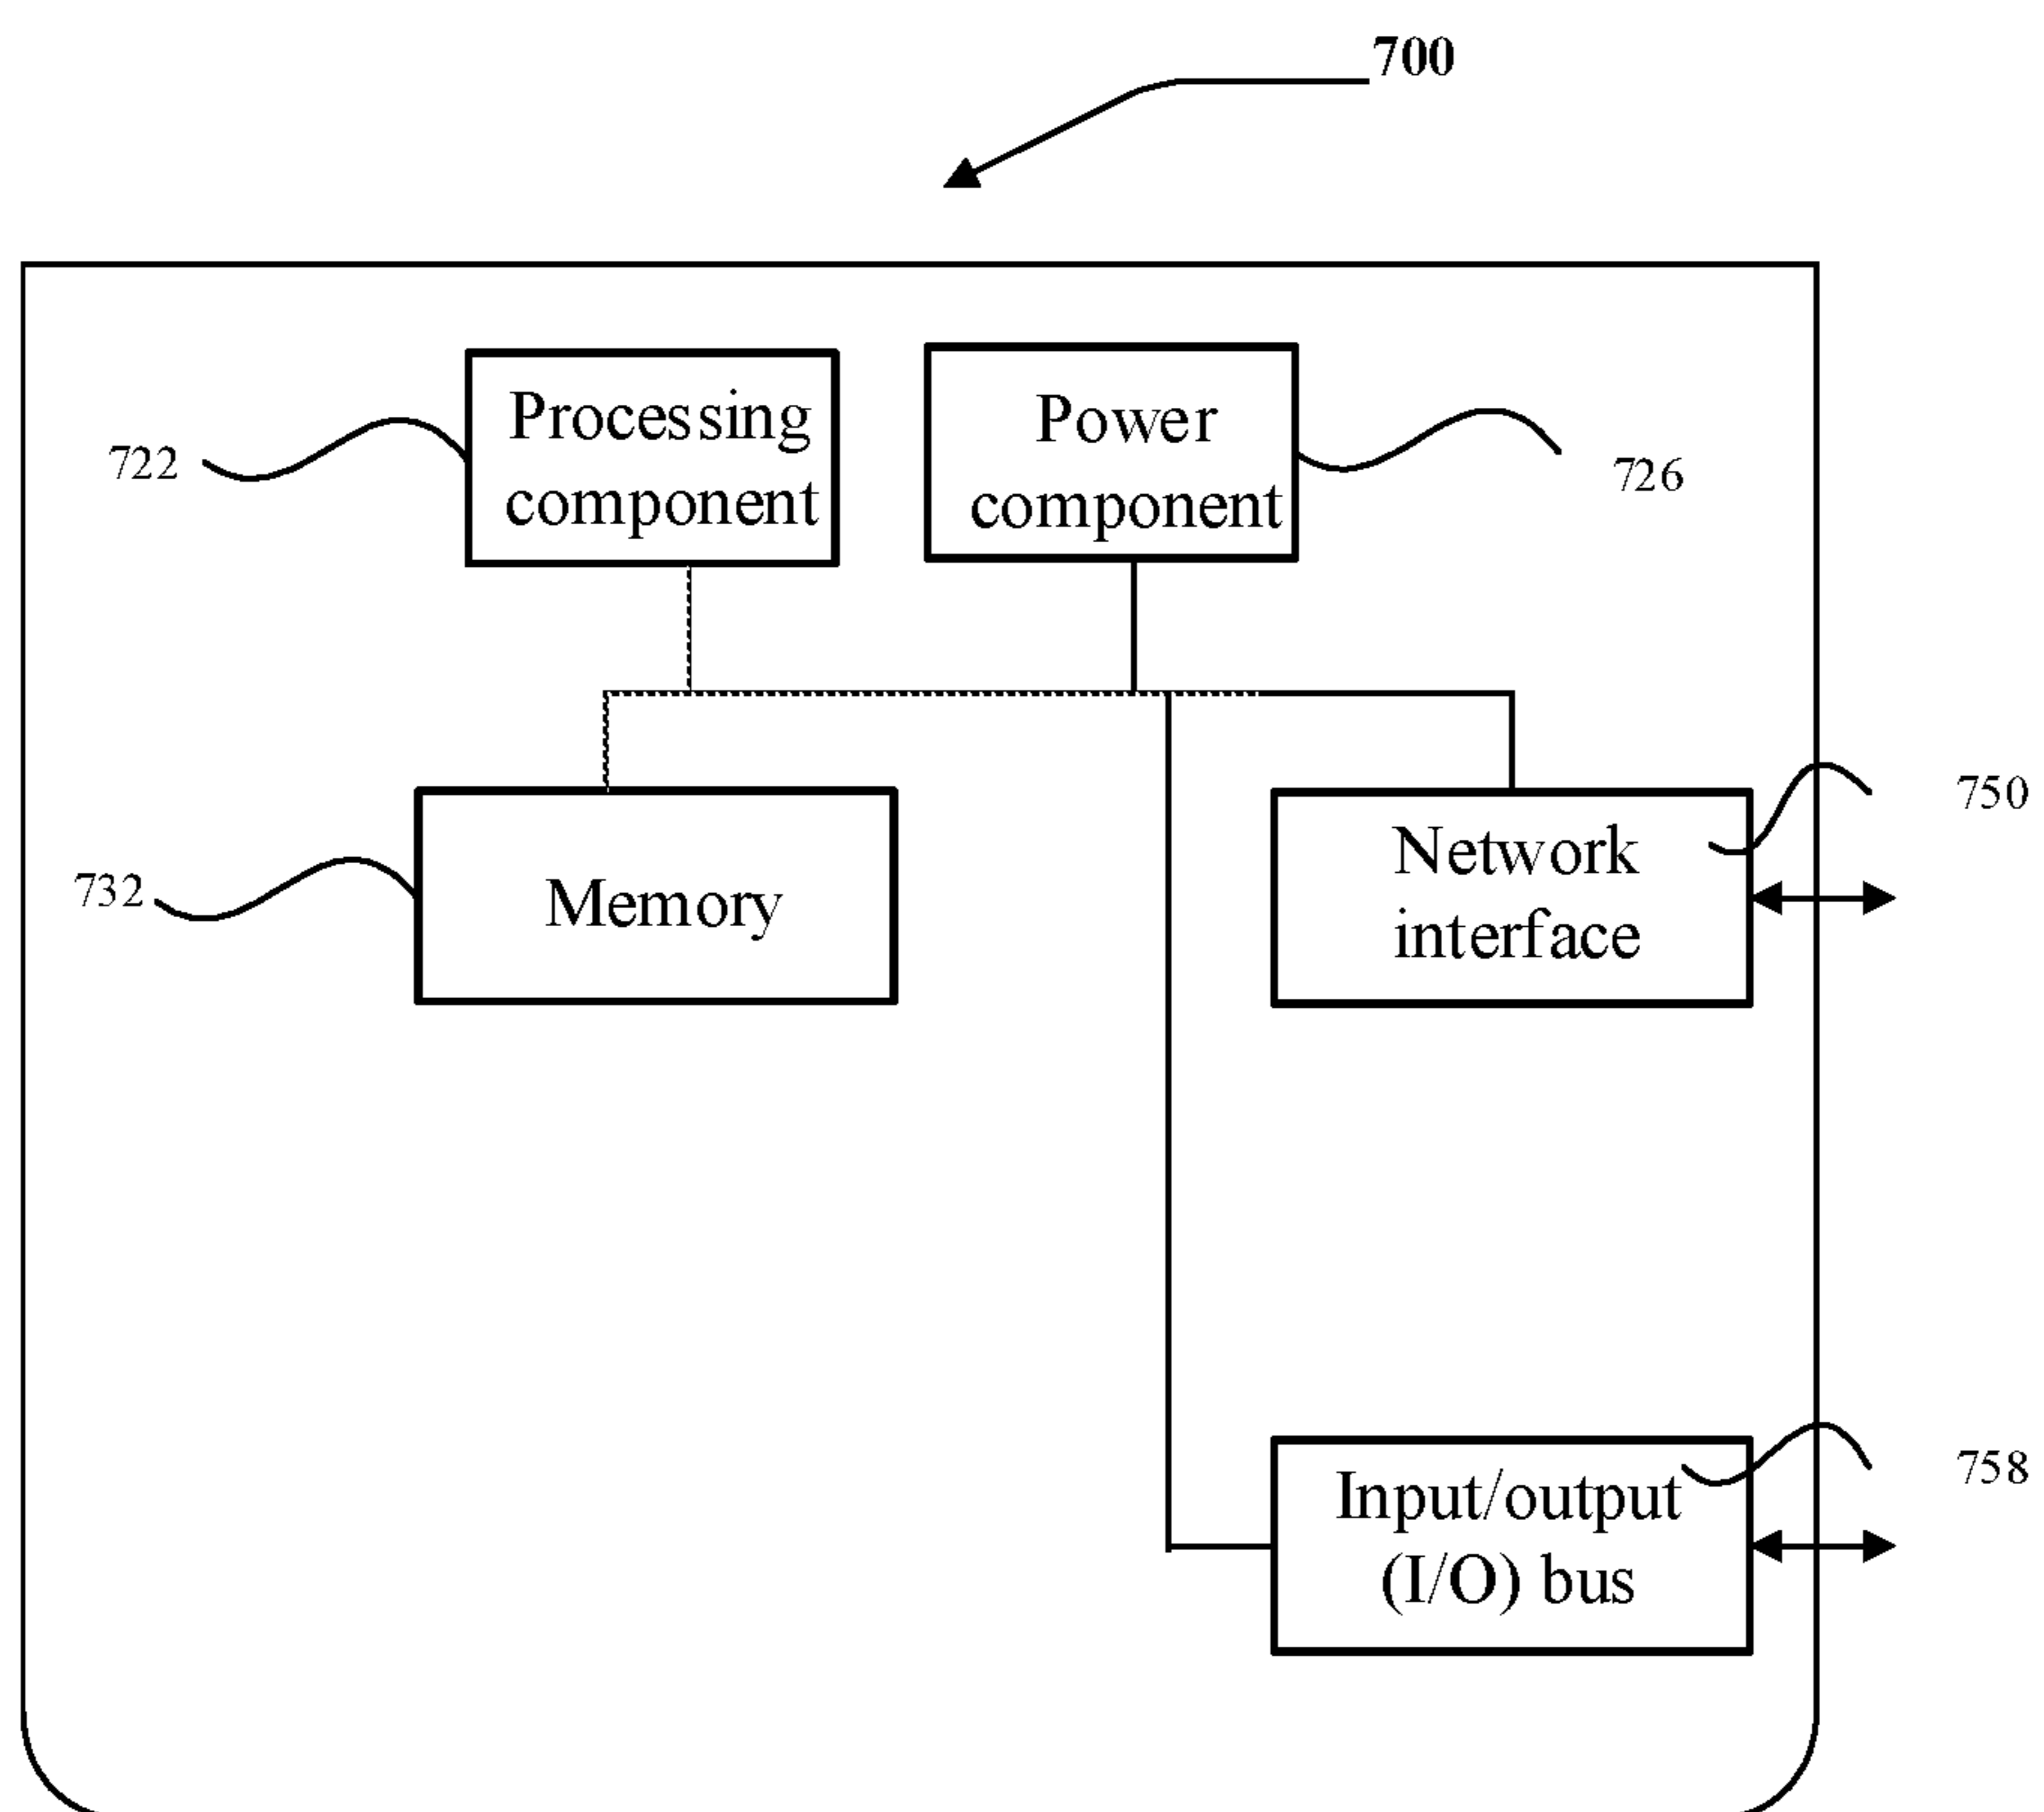 700
Processing
component
Power
component
722
726
Memory
732
Network
interface
750
Input/output
(I/O) bus
758